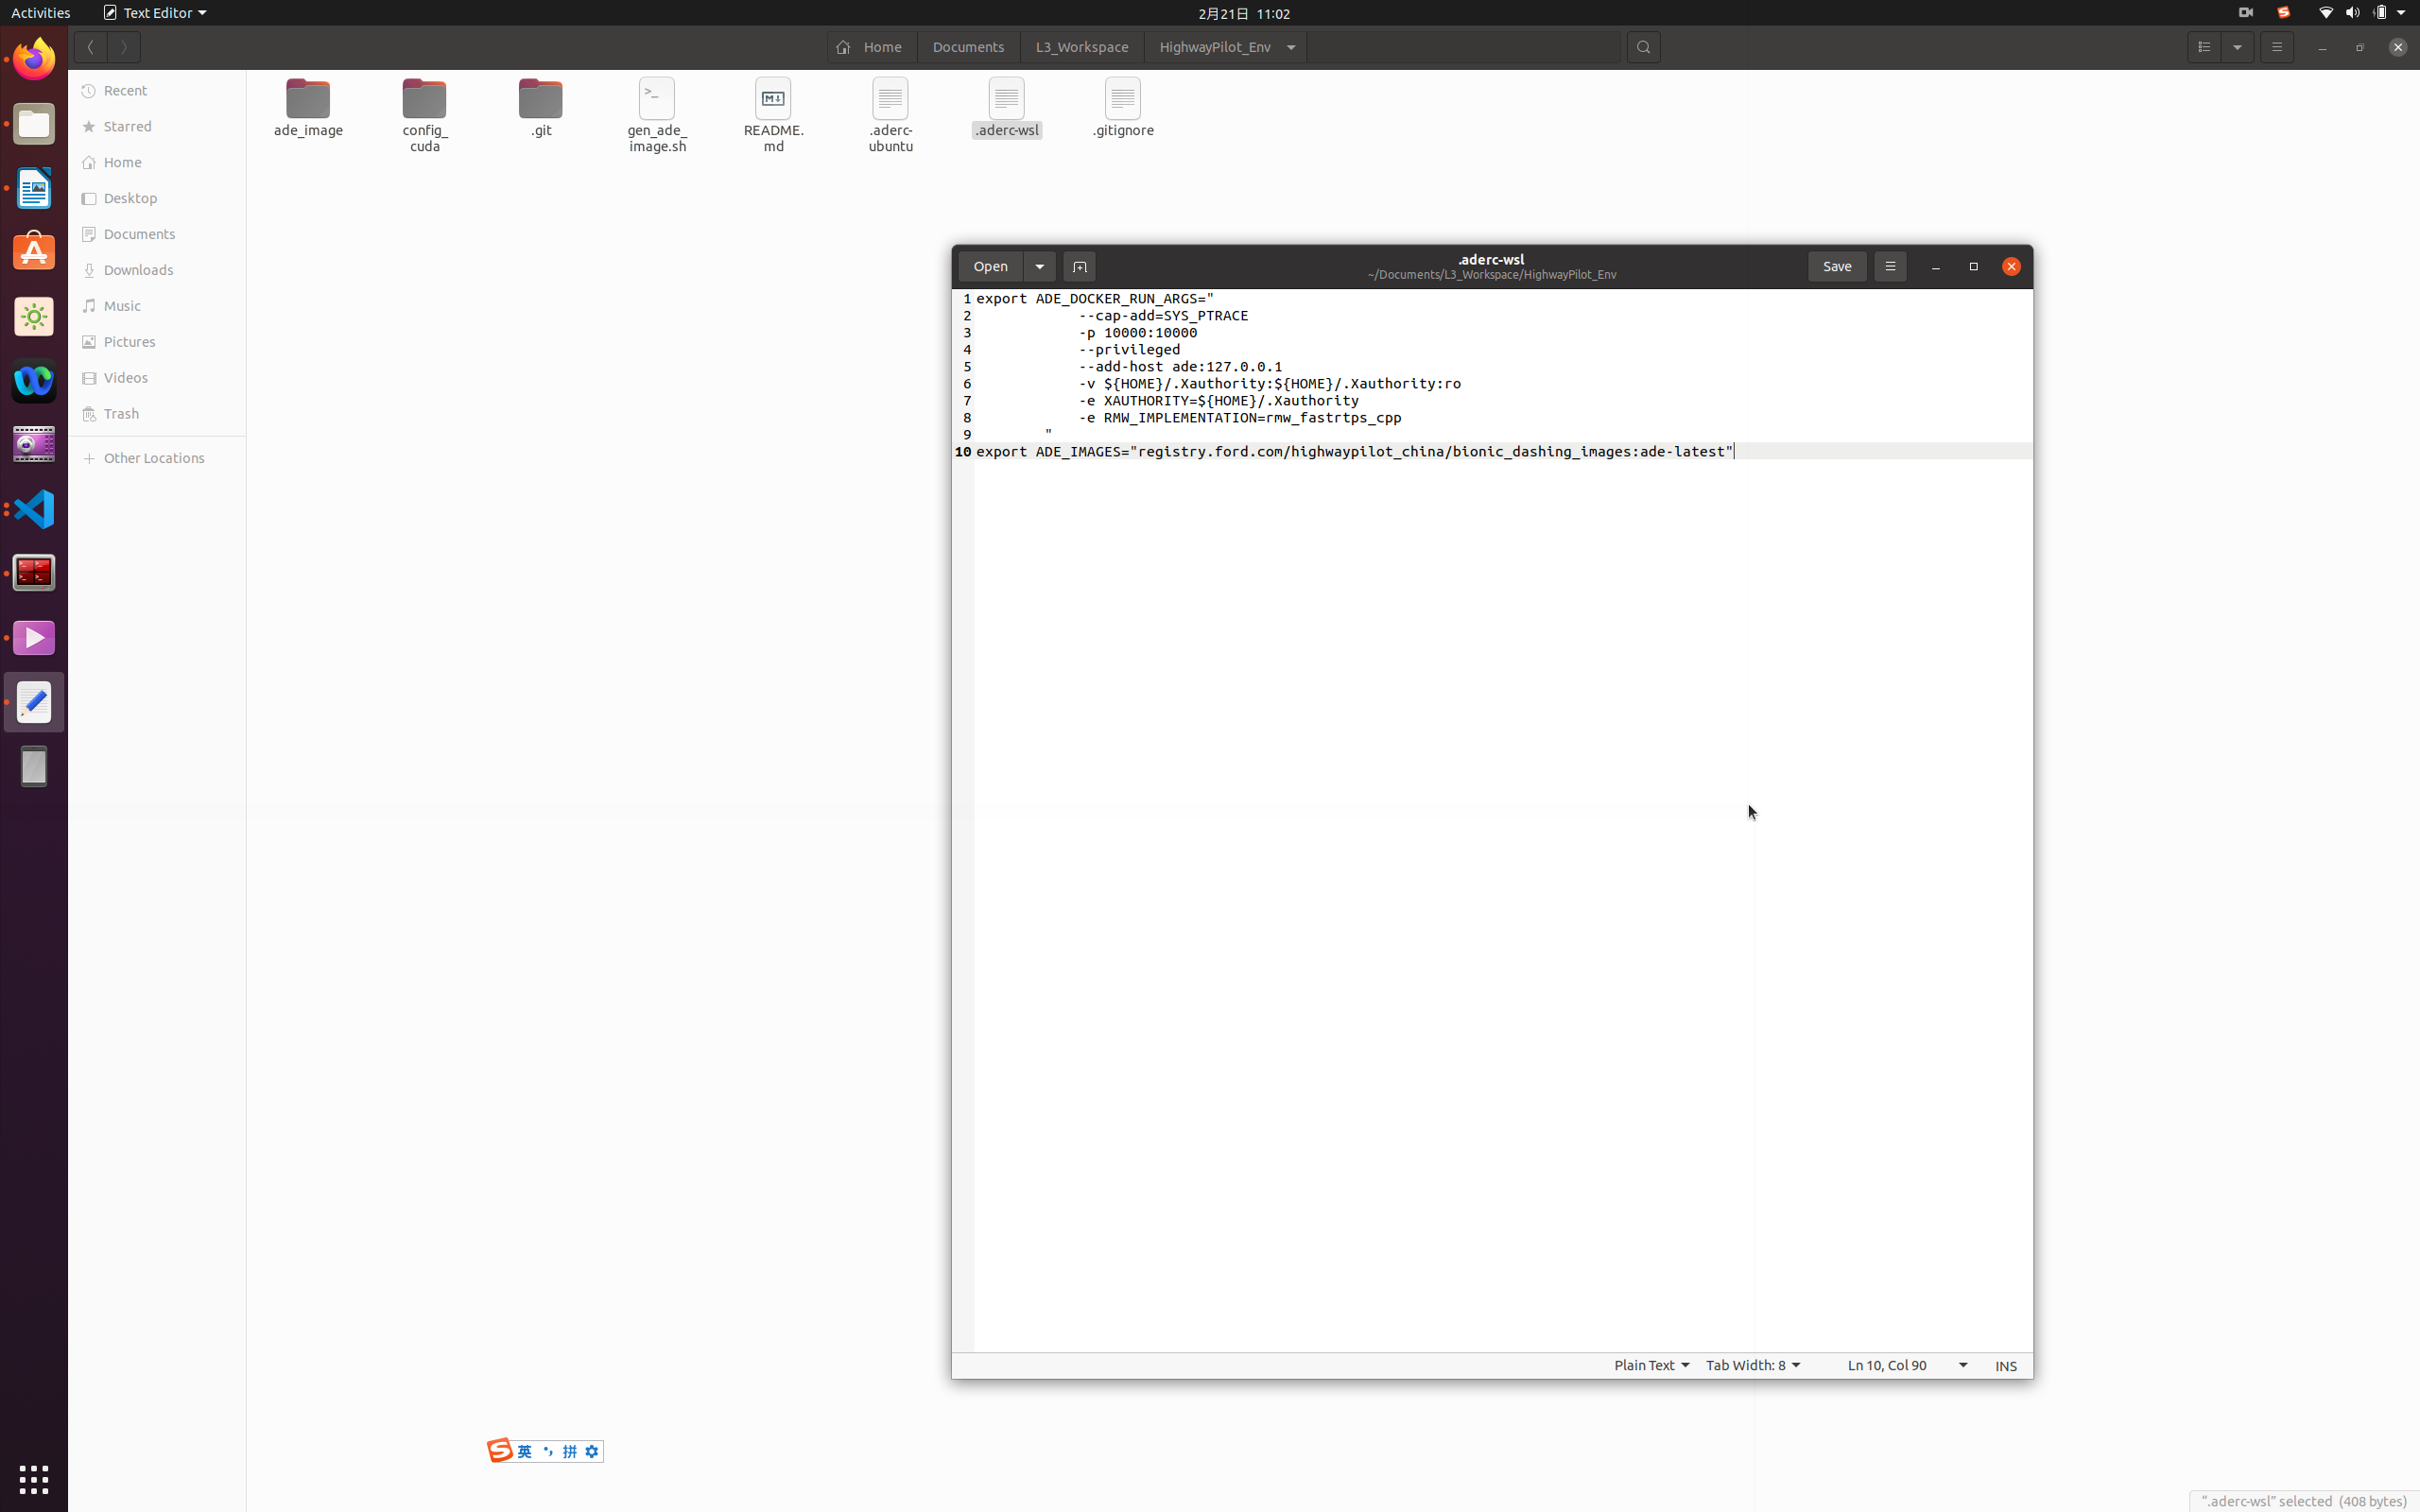 Activities
Text Editor
2月21日 11:02
Home
Documents
L3_Workspace
HighwayPilot_Env
Recent
Starred
Home
Desktop
Documents
Downloads
Music
Pictures
Videos
Trash
Other Locations
ade_image
config_
cuda
.git
gen_ade_
image.sh
README.
md
.aderc-
ubuntu
.aderc-wsl
.gitignore
Open
.aderc-wsl
~/Documents/L3_Workspace/HighwayPilot_Env
Save
1 export ADE_DOCKER_RUN_ARGS="
2 --cap-add=SYS_PTRACE
3 -p 10000:10000
4 --privileged
5 --add-host ade:127.0.0.1
6 -v ${HOME}/.Xauthority:${HOME}/.Xauthority:ro
7 -e XAUTHORITY=${HOME}/.Xauthority
8 -e RMW_IMPLEMENTATION=rmw_fastrtps_cpp
9 "
10 export ADE_IMAGES="registry.ford.com/highwaypilot_china/bionic_dashing_images:ade-latest"
Plain Text
Tab Width: 8
Ln 10, Col 90
INS
英 拼
".aderc-wsl" selected (408 bytes)